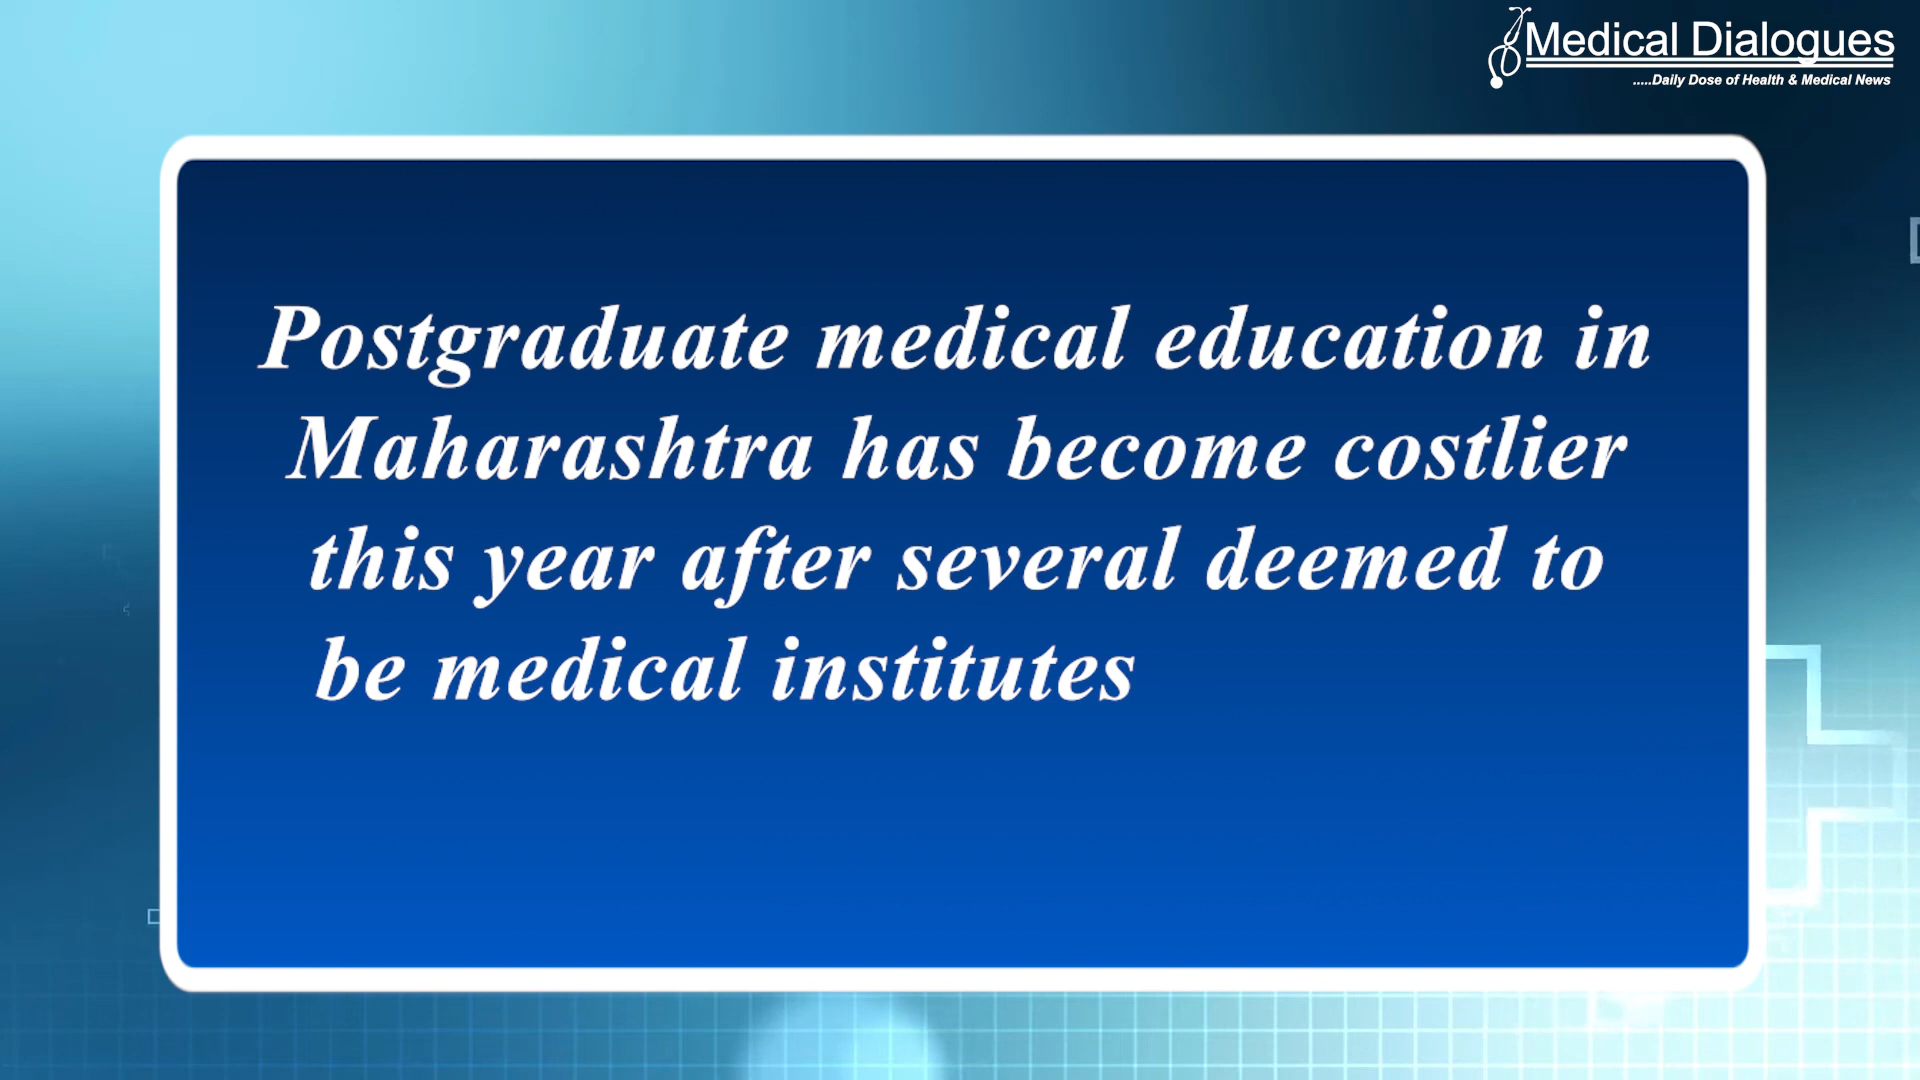 Medical Dialogues
.....Daily Dose of Health & Medical News
Postgraduate medical education in
Maharashtra has become costlier
this year after several deemed to
be medical institutes